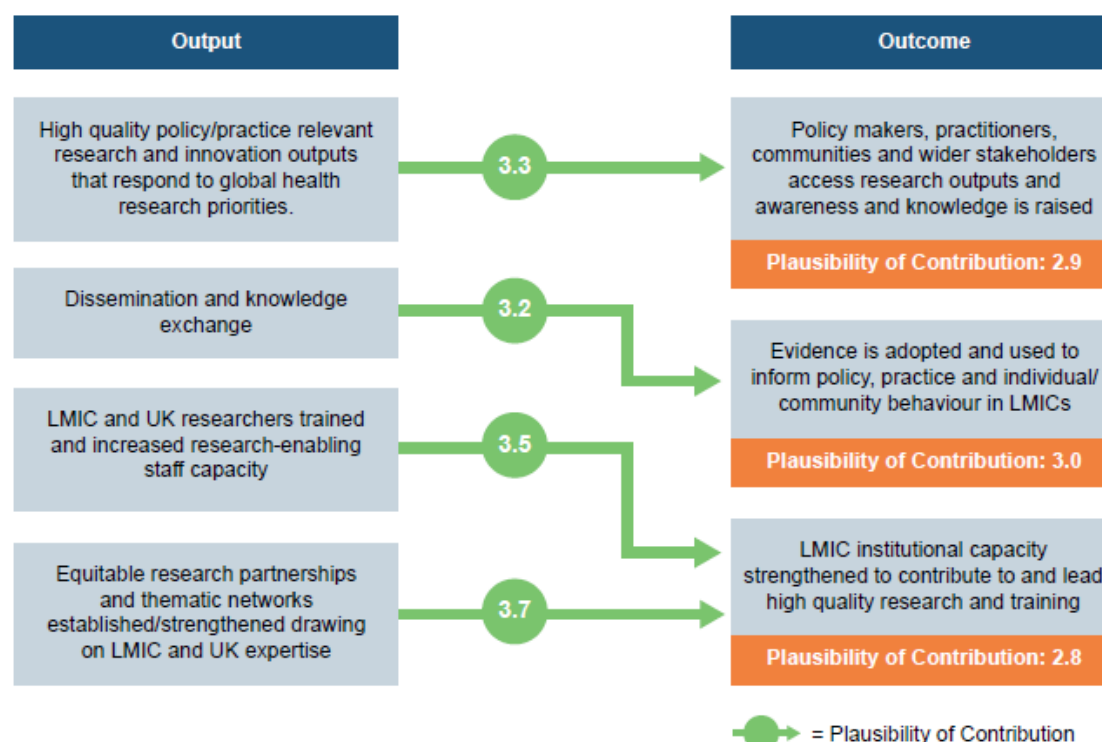 Output
Outcome
High quality policy/practice relevant
research and innovation outputs
that respond to global health
research priorities.
3.3
Policy makers, practitioners,
communities and wider stakeholders
access research outputs and
awareness and knowledge is raised
Plausibility of Contribution: 2.9
Dissemination and knowledge
exchange
3.2
Evidence is adopted and used to
inform policy, practice and individual/
community behaviour in LMICs
Plausibility of Contribution: 3.0
LMIC and UK researchers trained
and increased research-enabling
staff capacity
3.5
LMIC institutional capacity
strengthened to contribute to and lead
high quality research and training
Plausibility of Contribution: 2.8
Equitable research partnerships
and thematic networks
established/strengthened drawing
on LMIC and UK expertise
3.7
= Plausibility of Contribution